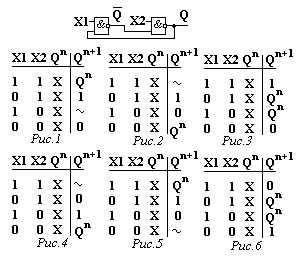 X1 & Q̄ X2 & Q
X1 X2 Qⁿ Qⁿ⁺¹ X1 X2 Qⁿ Qⁿ⁺¹ X1 X2 Qⁿ Qⁿ⁺¹
1 1 X Qⁿ 1 1 X ~ 1 1 X 1
0 1 X 1 0 1 X 1 0 1 X Qⁿ
1 0 X ~ 1 0 X 0 1 0 X Qⁿ
0 0 X 0 0 0 X Qⁿ 0 0 X 0
Рис.1 Рис.2 Рис.3
X1 X2 Qⁿ Qⁿ⁺¹ X1 X2 Qⁿ Qⁿ⁺¹ X1 X2 Qⁿ Qⁿ⁺¹
1 1 X ~ 1 1 X Qⁿ 1 1 X 0
0 1 X 0 0 1 X 1 0 1 X Qⁿ
1 0 X 1 1 0 X 0 1 0 X Qⁿ
0 0 X Qⁿ 0 0 X ~ 0 0 X 1
Рис.4 Рис.5 Рис.6